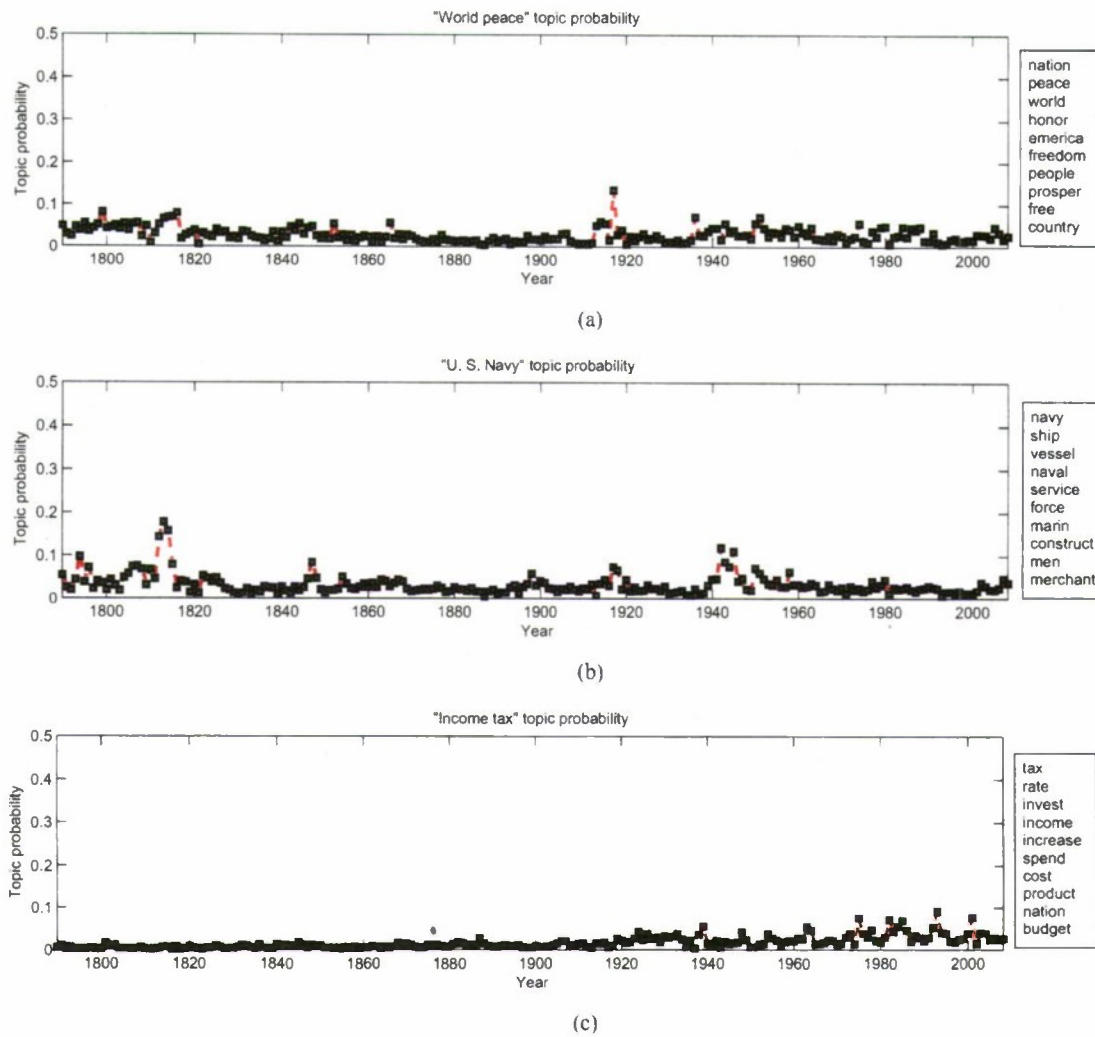 "World peace" topic probability
0.5
0.4
0.3
0.2
0.1
0
Topic probability
1800 1820 1840 1860 1880 1900 1920 1940 1960 1980 2000
Year
nation
peace
world
honor
emerica
freedom
people
prosper
free
country
(a)
"U. S. Navy" topic probability
0.5
0.4
0.3
0.2
0.1
0
Topic probability
1800 1820 1840 1860 1880 1900 1920 1940 1960 1980 2000
Year
navy
ship
vessel
naval
service
force
marin
construct
men
merchant
(b)
"Income tax" topic probability
0.5
0.4
0.3
0.2
0.1
0
Topic probability
1800 1820 1840 1860 1880 1900 1920 1940 1960 1980 2000
Year
tax
rate
invest
income
increase
spend
cost
product
nation
budget
(c)